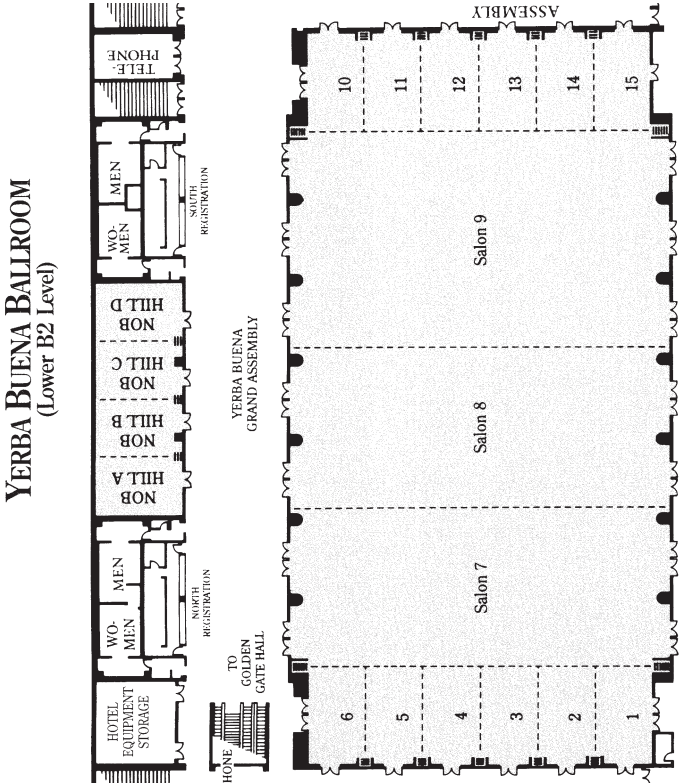 YERBA BUENA BALLROOM
(Lower B2 Level)
ASSEMBLY
TELE-
PHONE
MEN
WO-
MEN
SOUTH
REGISTRATION
NOB
HILL D
NOB
HILL C
NOB
HILL B
NOB
HILL A
YERBA BUENA
GRAND ASSEMBLY
MEN
WO-
MEN
NORTH
REGISTRATION
HOTEL
EQUIPMENT
STORAGE
TO
GOLDEN
GATE HALL
HONE
10
11
12
13
14
15
Salon 9
Salon 8
Salon 7
6
5
4
3
2
1